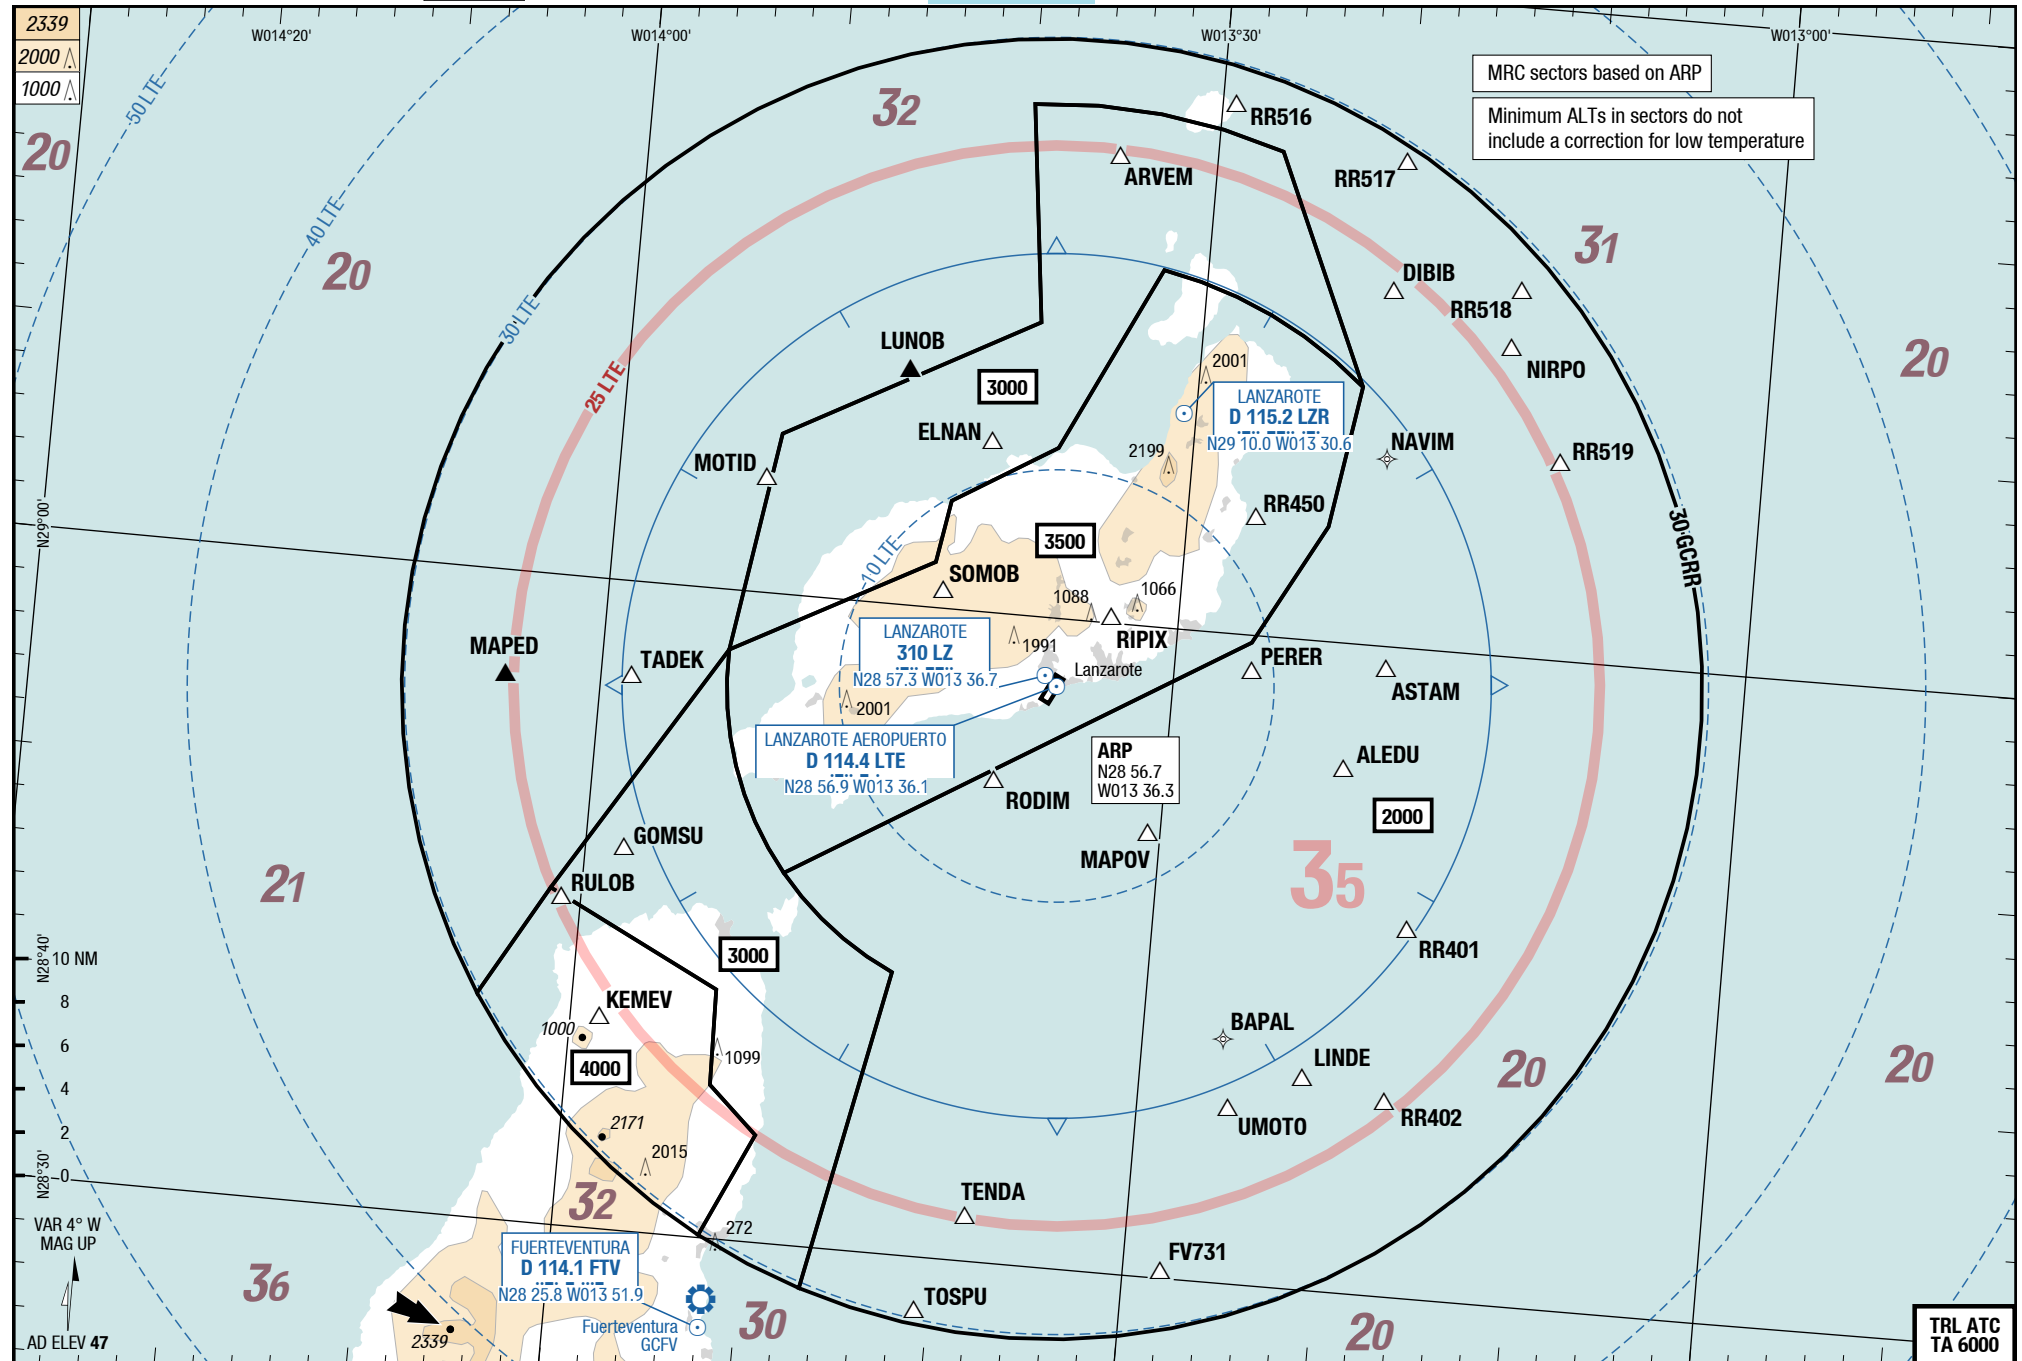 2339
2000
1000
W014°20'
W014°00'
W013°30'
W013°00'
MRC sectors based on ARP
Minimum ALTs in sectors do not
include a correction for low temperature
50 LTE
40 LTE
30 LTE
25 LTE
10 LTE
30 GCRR
20
20
32
31
20
21
35
20
20
32
36
30
20
RR516
ARVEM
RR517
DIBIB
RR518
NIRPO
LUNOB
3000
ELNAN
2001
LANZAROTE
D 115.2 LZR
N29 10.0 W013 30.6
MOTID
2199
NAVIM
RR519
RR450
N29°00'
3500
SOMOB
1088
1066
LANZAROTE
310 LZ
N28 57.3 W013 36.7
1991
RIPIX
Lanzarote
MAPED
TADEK
PERER
ASTAM
2001
LANZAROTE AEROPUERTO
D 114.4 LTE
N28 56.9 W013 36.1
ARP
N28 56.7
W013 36.3
ALEDU
RODIM
2000
GOMSU
MAPOV
RULOB
RR401
3000
N28°40'
10 NM
8
6
4
2
0
N28°30'
KEMEV
1000
4000
1099
BAPAL
LINDE
UMOTO
RR402
2171
2015
TENDA
272
FV731
TOSPU
VAR 4° W
MAG UP
FUERTEVENTURA
D 114.1 FTV
N28 25.8 W013 51.9
Fuerteventura
GCFV
2339
AD ELEV 47
TRL ATC
TA 6000